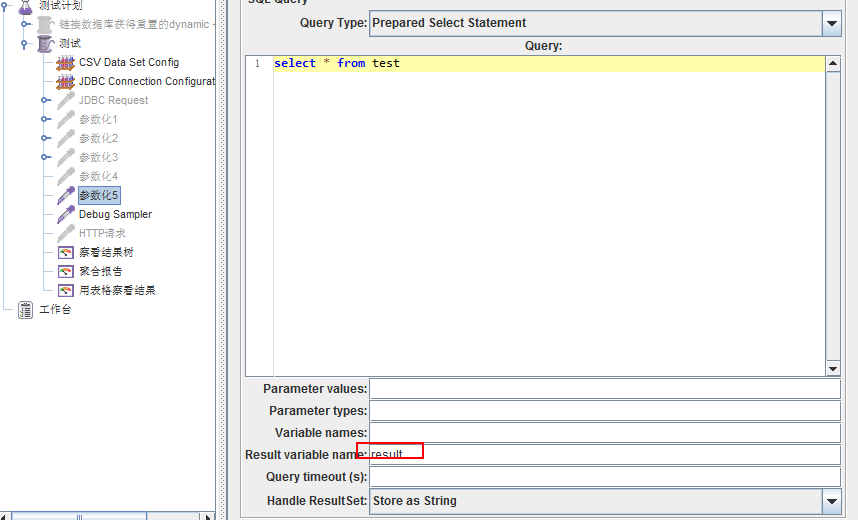 测试计划
链接数据库获得重置的dynamic
测试
CSV Data Set Config
JDBC Connection Configurat
JDBC Request
参数化1
参数化2
参数化3
参数化4
参数化5
Debug Sampler
HTTP请求
察看结果树
聚合报告
用表格察看结果
工作台
SQL Query
Query Type: Prepared Select Statement
Query:
1 select * from test
Parameter values:
Parameter types:
Variable names:
Result variable name: result
Query timeout (s):
Handle ResultSet: Store as String